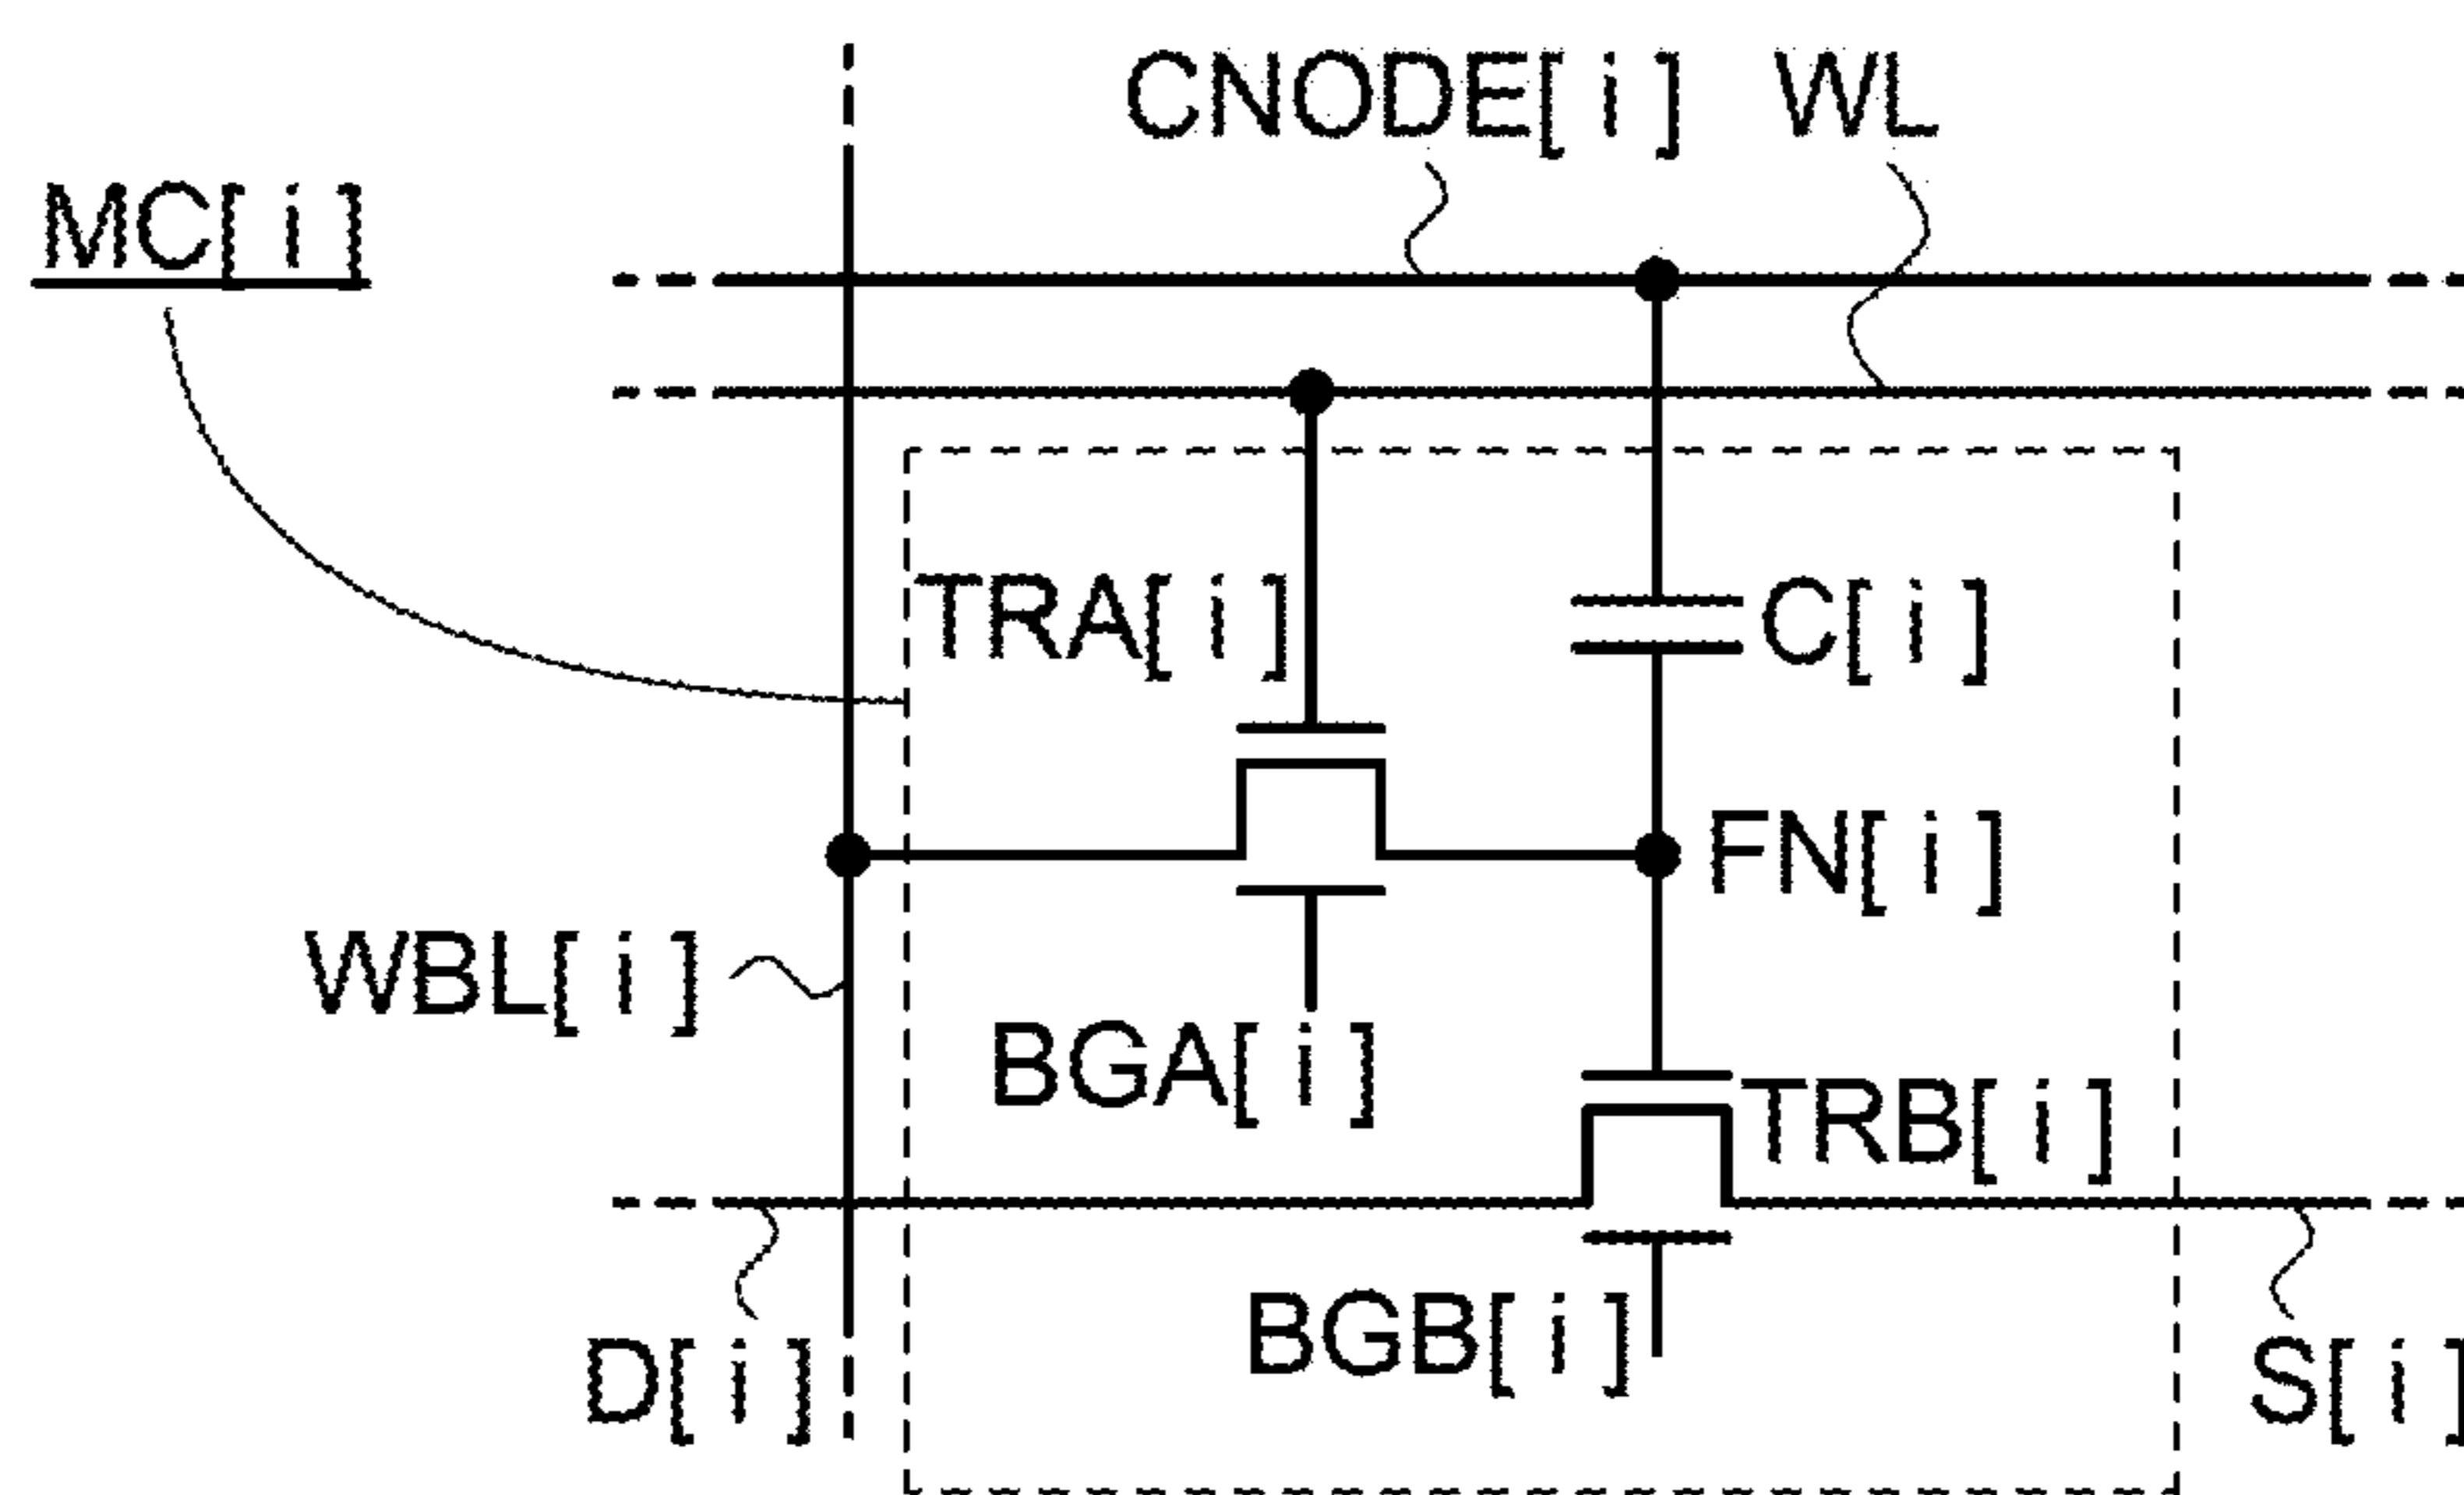 CNODE[ i ] WL
MC[ i ]
TRA[ i ]
C[ i ]
FN[ i ]
WBL[ i ]
BGA[ i ]
TRB[ i ]
BGB[ i ]
D[ i ]
S[ i ]